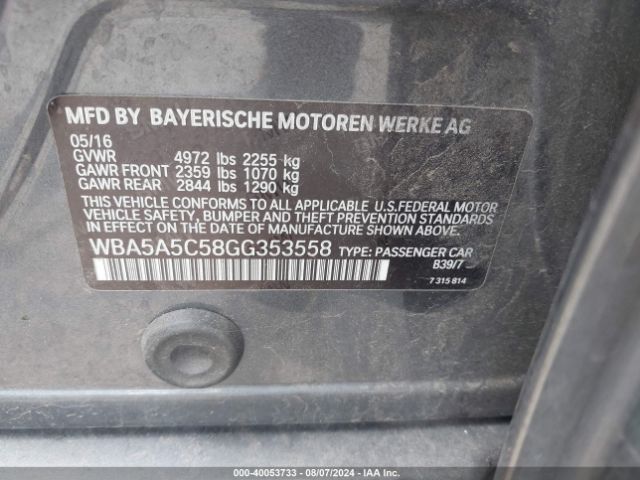 MFD BY BAYERISCHE MOTOREN WERKE AG
05/16
GVWR 4972 lbs 2255 kg
GAWR FRONT 2359 lbs 1070 kg
GAWR REAR 2844 lbs 1290 kg
THIS VEHICLE CONFORMS TO ALL APPLICABLE U.S.FEDERAL MOTOR
VEHICLE SAFETY, BUMPER AND THEFT PREVENTION STANDARDS
IN EFFECT ON THE DATE OF MANUFACTURE SHOWN ABOVE.
WBA5A5C58GG353558 TYPE: PASSENGER CAR
B39/7
7 315 814
000-40053733 - 08/07/2024 - IAA Inc.